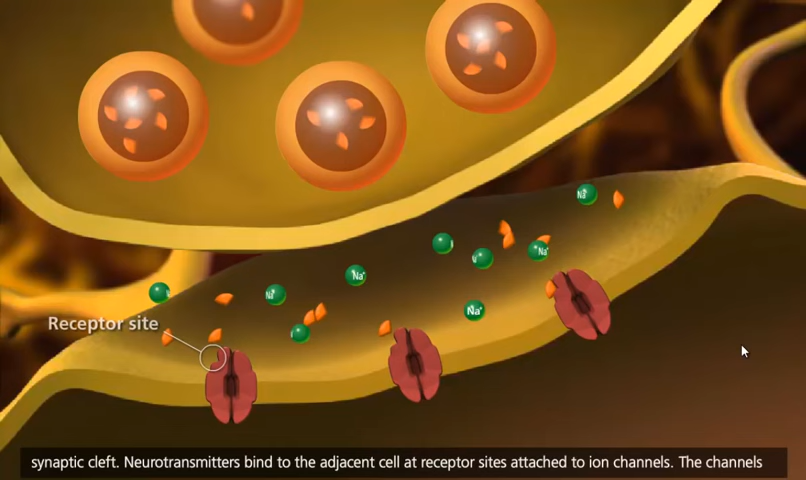 Na⁺
Na⁺
Na⁺
Na⁺
Na⁺
Receptor site
synaptic cleft. Neurotransmitters bind to the adjacent cell at receptor sites attached to ion channels. The channels